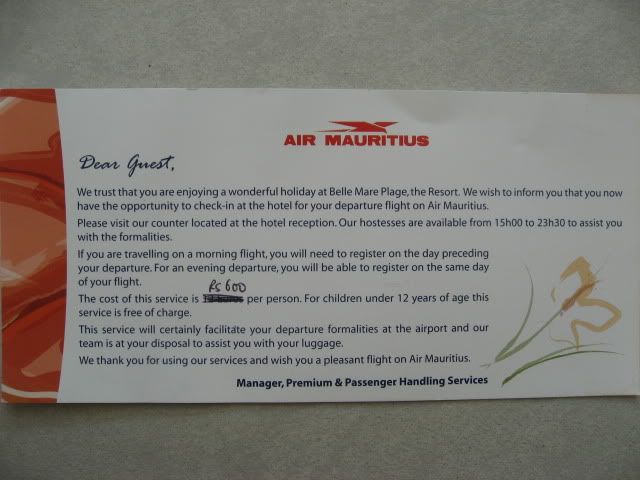 AIR MAURITIUS
Dear Guest,
We trust that you are enjoying a wonderful holiday at Belle Mare Plage, the Resort. We wish to inform you that you now
have the opportunity to check-in at the hotel for your departure flight on Air Mauritius.
Please visit our counter located at the hotel reception. Our hostesses are available from 15h00 to 23h30 to assist you
with the formalities.
If you are travelling on a morning flight, you will need to register on the day preceding
your departure. For an evening departure, you will be able to register on the same day
of your flight.
Rs 600
The cost of this service is per person. For children under 12 years of age this
service is free of charge.
This service will certainly facilitate your departure formalities at the airport and our
team is at your disposal to assist you with your luggage.
We thank you for using our services and wish you a pleasant flight on Air Mauritius.
Manager, Premium & Passenger Handling Services